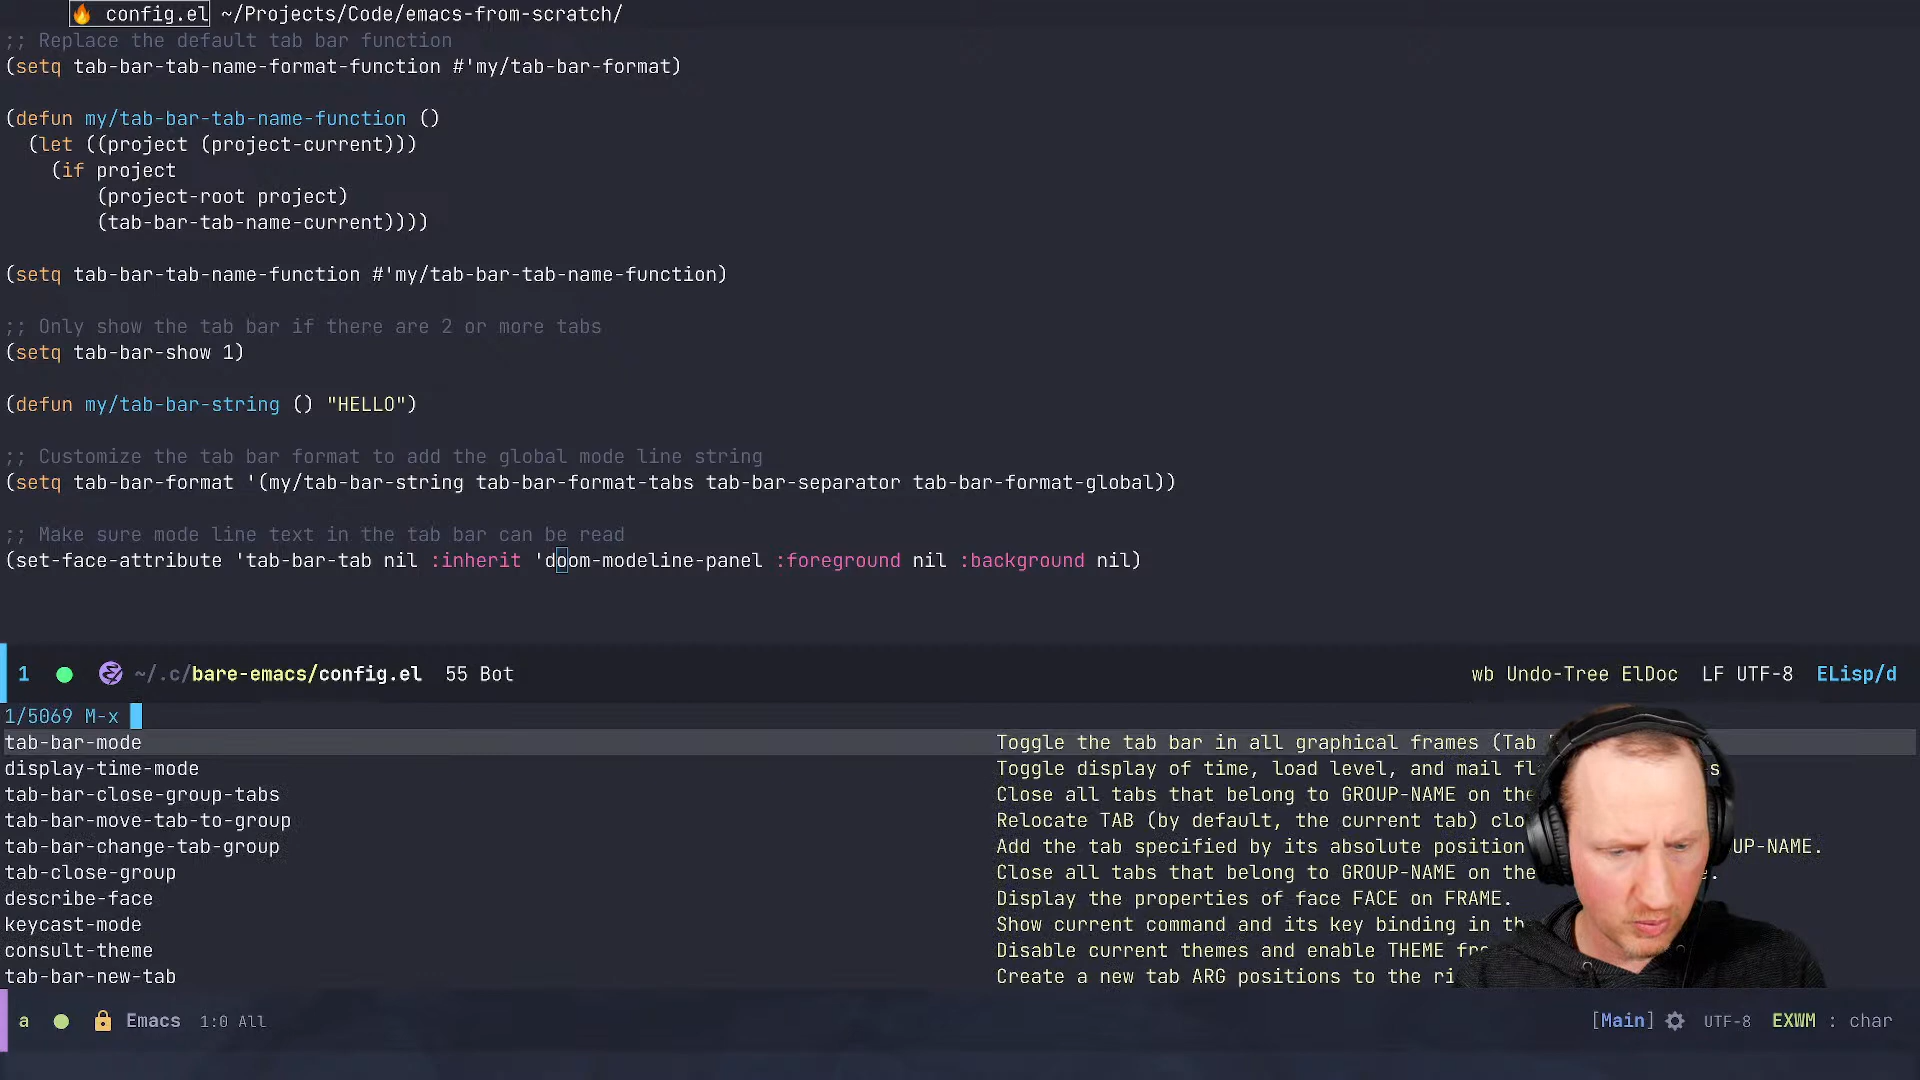 🔥 config.el ~/Projects/Code/emacs-from-scratch/
;; Replace the default tab bar function
(setq tab-bar-tab-name-format-function #'my/tab-bar-format)
(defun my/tab-bar-tab-name-function ()
(let ((project (project-current)))
(if project
(project-root project)
(tab-bar-tab-name-current))))
(setq tab-bar-tab-name-function #'my/tab-bar-tab-name-function)
;; Only show the tab bar if there are 2 or more tabs
(setq tab-bar-show 1)
(defun my/tab-bar-string () "HELLO")
;; Customize the tab bar format to add the global mode line string
(setq tab-bar-format '(my/tab-bar-string tab-bar-format-tabs tab-bar-separator tab-bar-format-global))
;; Make sure mode line text in the tab bar can be read
(set-face-attribute 'tab-bar-tab nil :inherit 'doom-modeline-panel :foreground nil :background nil)
1 ~/.c/bare-emacs/config.el 55 Bot wb Undo-Tree ElDoc LF UTF-8 ELisp/d
1/5069 M-x
tab-bar-mode Toggle the tab bar in all graphical frames (Tab
display-time-mode Toggle display of time, load level, and mail fl s
tab-bar-close-group-tabs Close all tabs that belong to GROUP-NAME on the
tab-bar-move-tab-to-group Relocate TAB (by default, the current tab) clo
tab-bar-change-tab-group Add the tab specified by its absolute position UP-NAME.
tab-close-group Close all tabs that belong to GROUP-NAME on the .
describe-face Display the properties of face FACE on FRAME.
keycast-mode Show current command and its key binding in th
consult-theme Disable current themes and enable THEME fr
tab-bar-new-tab Create a new tab ARG positions to the ri
a Emacs 1:0 All [Main] UTF-8 EXWM : char